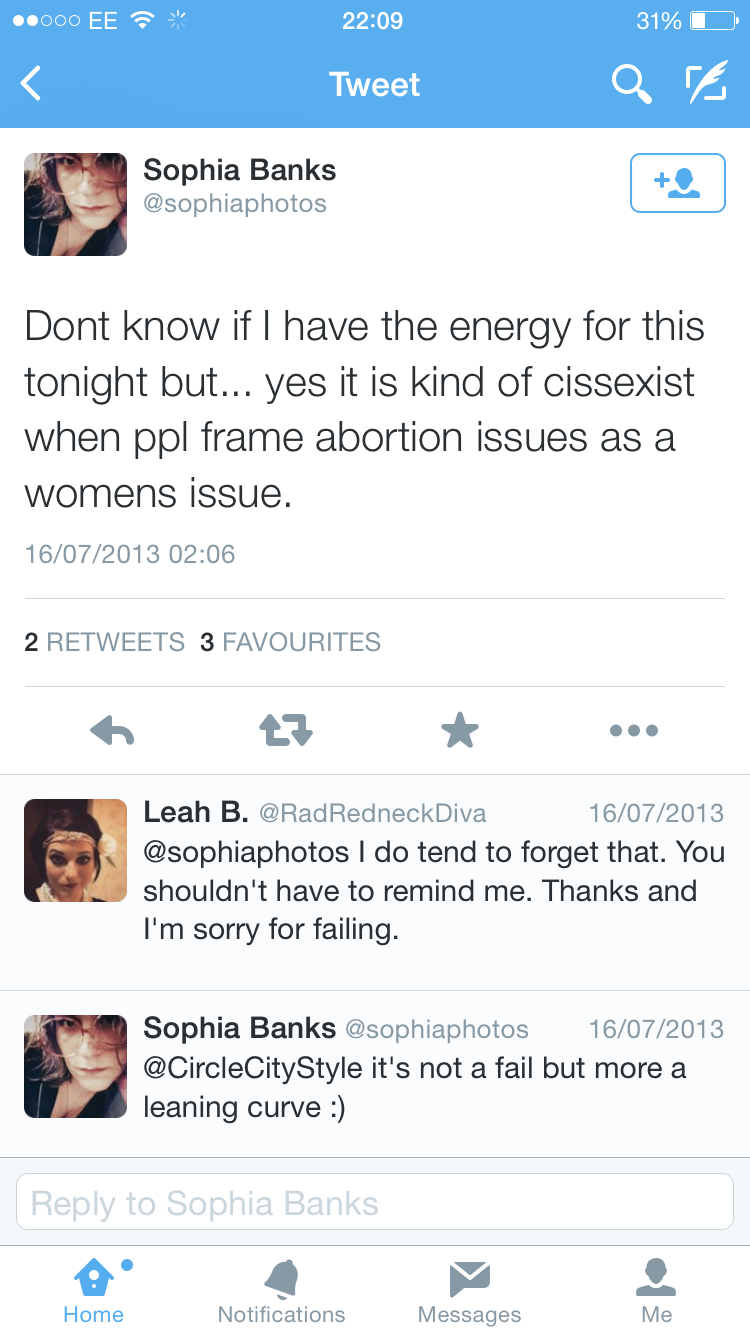 EE 22:09 31%
Tweet
Sophia Banks
@sophiaphotos
Dont know if I have the energy for this
tonight but... yes it is kind of cissexist
when ppl frame abortion issues as a
womens issue.
16/07/2013 02:06
2 RETWEETS 3 FAVOURITES
Leah B. @RadRedneckDiva 16/07/2013
@sophiaphotos I do tend to forget that. You
shouldn't have to remind me. Thanks and
I'm sorry for failing.
Sophia Banks @sophiaphotos 16/07/2013
@CircleCityStyle it's not a fail but more a
leaning curve :)
Reply to Sophia Banks
Home Notifications Messages Me